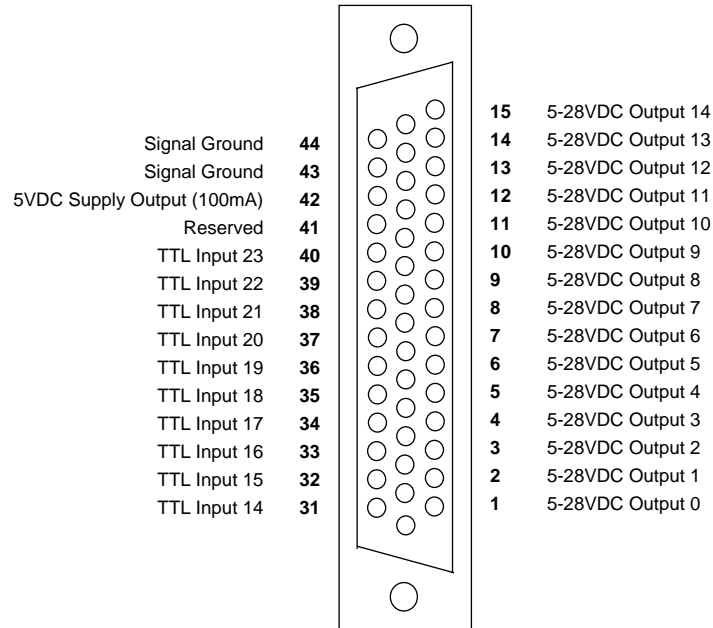 15 5-28VDC Output 14
Signal Ground 44 14 5-28VDC Output 13
Signal Ground 43 13 5-28VDC Output 12
5VDC Supply Output (100mA) 42 12 5-28VDC Output 11
Reserved 41 11 5-28VDC Output 10
TTL Input 23 40 10 5-28VDC Output 9
TTL Input 22 39 9 5-28VDC Output 8
TTL Input 21 38 8 5-28VDC Output 7
TTL Input 20 37 7 5-28VDC Output 6
TTL Input 19 36 6 5-28VDC Output 5
TTL Input 18 35 5 5-28VDC Output 4
TTL Input 17 34 4 5-28VDC Output 3
TTL Input 16 33 3 5-28VDC Output 2
TTL Input 15 32 2 5-28VDC Output 1
TTL Input 14 31 1 5-28VDC Output 0